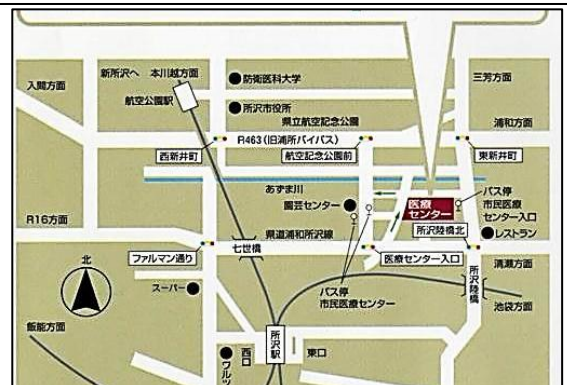 新所沢へ 本川越方面
入間方面
航空公園駅
防衛医科大学
所沢市役所
県立航空記念公園
三芳方面
浦和方面
R463(旧浦所バイパス)
西新井町
航空記念公園前
東新井町
あずま川
園芸センター
医療
センター
バス停
市民医療
センター入口
R16方面
県道浦和所沢線
所沢陸橋北
レストラン
ファルマン通り
七世橋
医療センター入口
清瀬方面
北
スーパー
バス停
市民医療センター
所沢陸橋
池袋方面
飯能方面
所沢駅
西口
東口
ワルツ